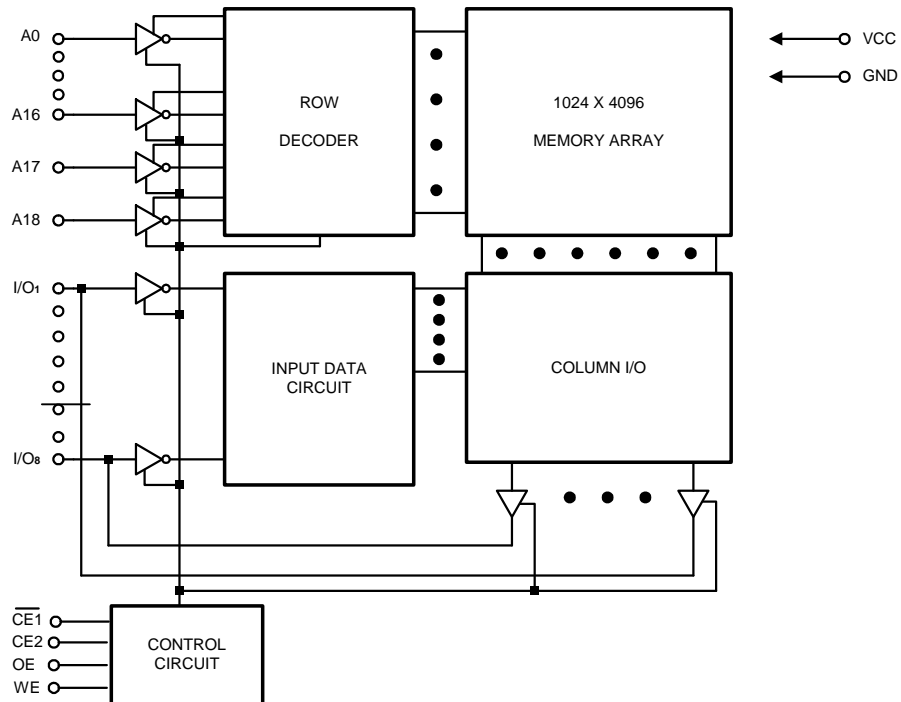 A0
A16
A17
A18
ROW
DECODER
1024 X 4096
MEMORY ARRAY
VCC
GND
I/O₁
I/O₈
INPUT DATA
CIRCUIT
COLUMN I/O
C̅E̅1̅
CE2
OE
WE
CONTROL
CIRCUIT